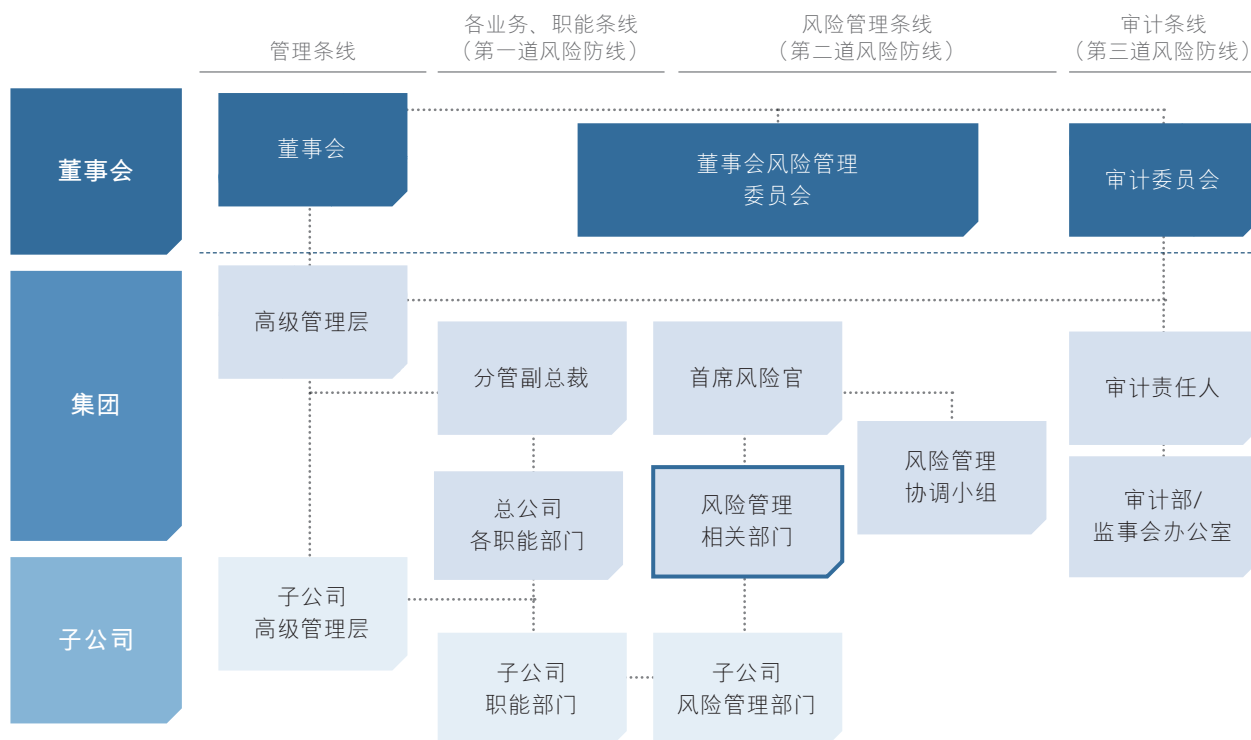 管理条线
各业务、职能条线
（第一道风险防线）
风险管理条线
（第二道风险防线）
审计条线
（第三道风险防线）
董事会
董事会
董事会风险管理
委员会
审计委员会
集团
高级管理层
分管副总裁
首席风险官
审计责任人
风险管理
协调小组
总公司
各职能部门
风险管理
相关部门
审计部/
监事会办公室
子公司
子公司
高级管理层
子公司
职能部门
子公司
风险管理部门